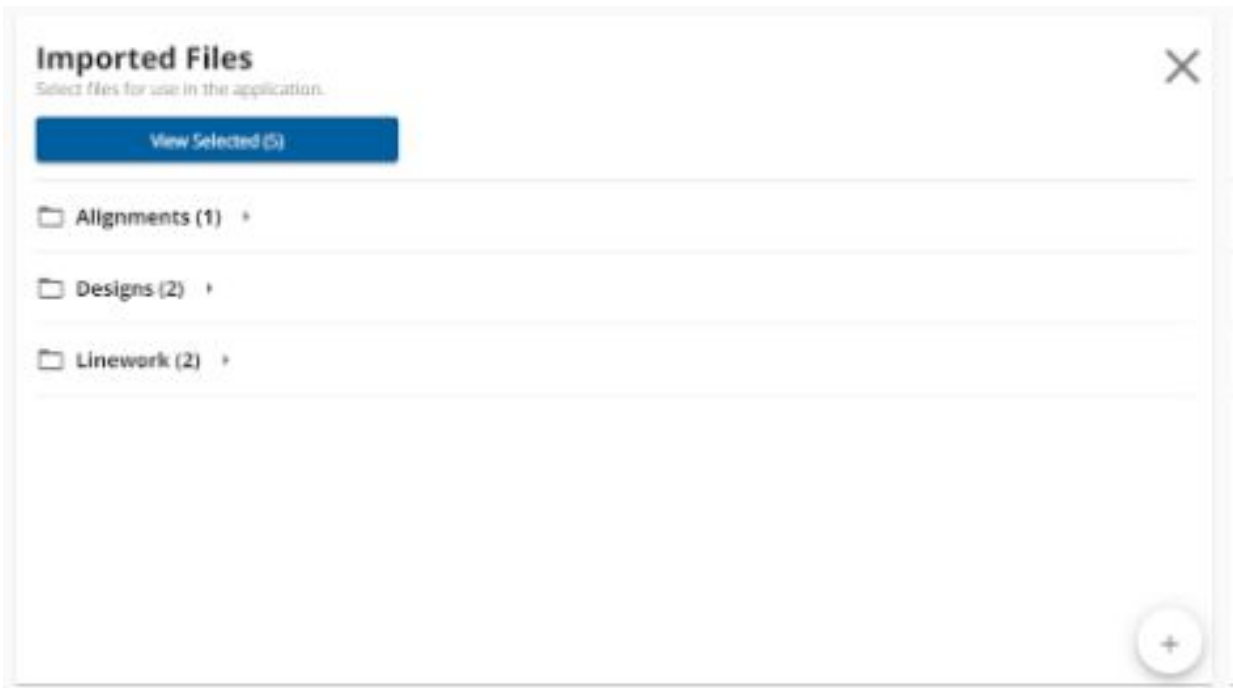 Imported Files
Select files for use in the application.
View Selected (5)
Alignments (1)
Designs (2)
Linework (2)